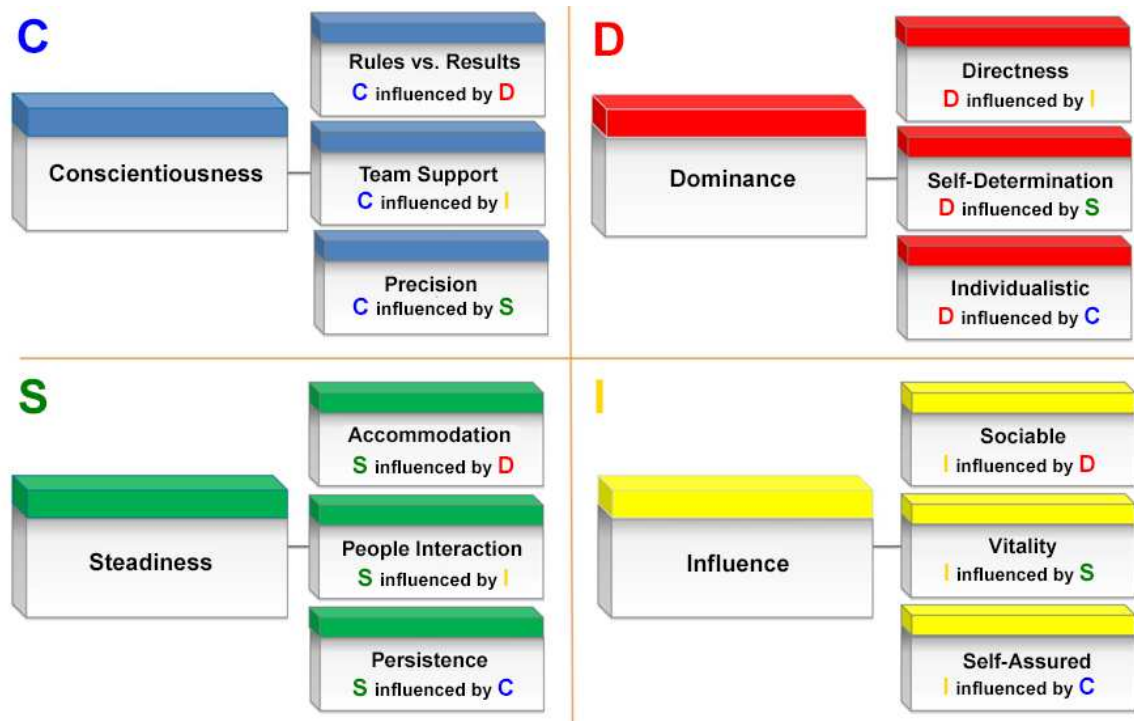 C
Conscientiousness
Rules vs. Results
C influenced by D
Team Support
C influenced by I
Precision
C influenced by S
D
Dominance
Directness
D influenced by I
Self-Determination
D influenced by S
Individualistic
D influenced by C
S
Steadiness
Accommodation
S influenced by D
People Interaction
S influenced by I
Persistence
S influenced by C
I
Influence
Sociable
I influenced by D
Vitality
I influenced by S
Self-Assured
I influenced by C